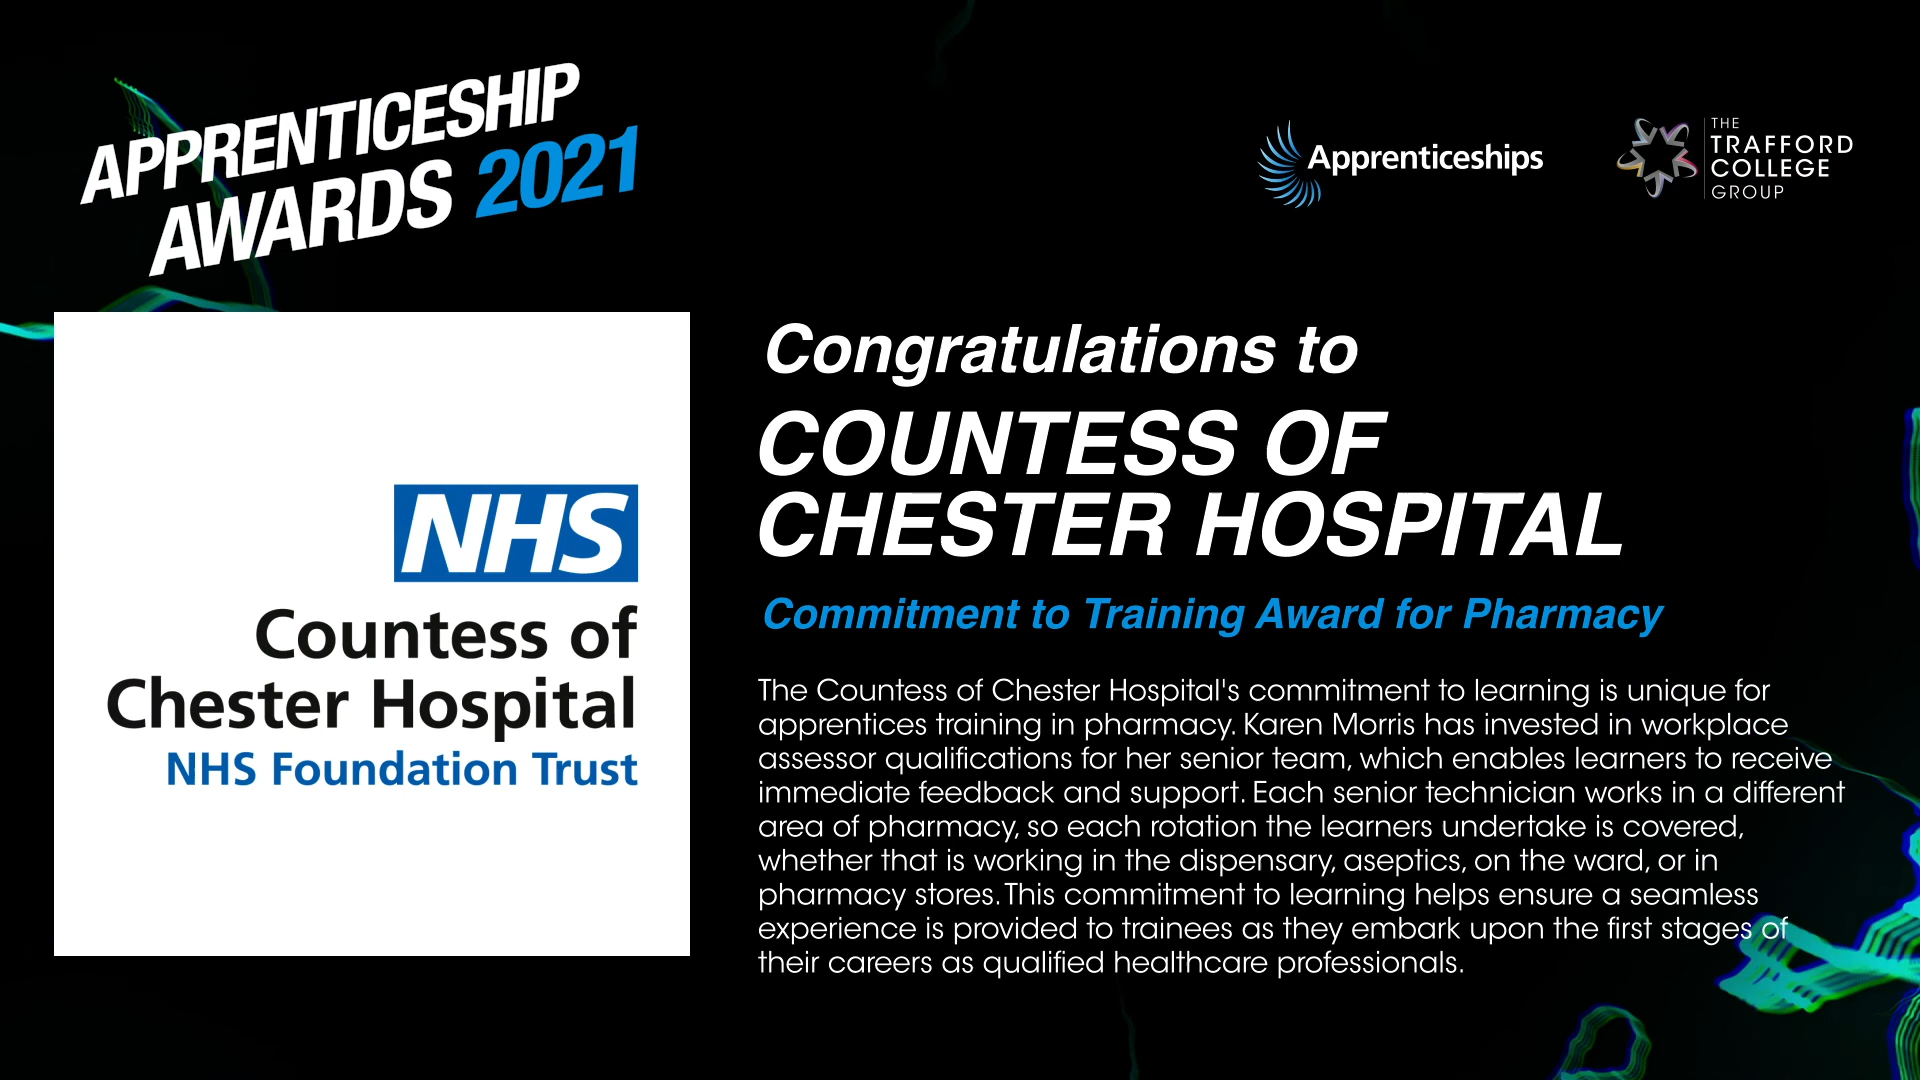 APPRENTICESHIP
AWARDS 2021
Apprenticeships
THE
TRAFFORD
COLLEGE
GROUP
NHS
Countess of
Chester Hospital
NHS Foundation Trust
Congratulations to
COUNTESS OF
CHESTER HOSPITAL
Commitment to Training Award for Pharmacy
The Countess of Chester Hospital's commitment to learning is unique for
apprentices training in pharmacy. Karen Morris has invested in workplace
assessor qualifications for her senior team, which enables learners to receive
immediate feedback and support. Each senior technician works in a different
area of pharmacy, so each rotation the learners undertake is covered,
whether that is working in the dispensary, aseptics, on the ward, or in
pharmacy stores. This commitment to learning helps ensure a seamless
experience is provided to trainees as they embark upon the first stages of
their careers as qualified healthcare professionals.